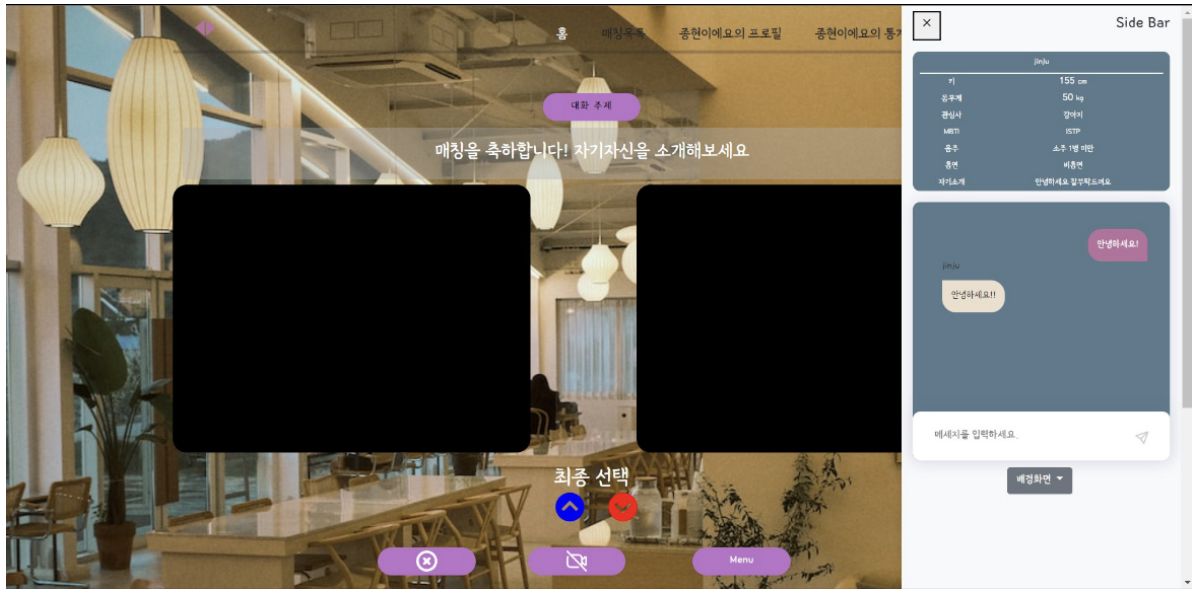 홈 매칭목록 종현이에요의 프로필 종현이에요의 통계
대화 주제
매칭을 축하합니다! 자기자신을 소개해보세요
최종 선택
Menu
×
Side Bar
jinju
키 155 cm
몸무게 50 kg
관심사 강아지
MBTI ISTP
음주 소주 1병 미만
흡연 비흡연
자기소개 안녕하세요 잘부탁드려요
안녕하세요!
jinju
안녕하세요!!
메세지를 입력하세요.
배경화면